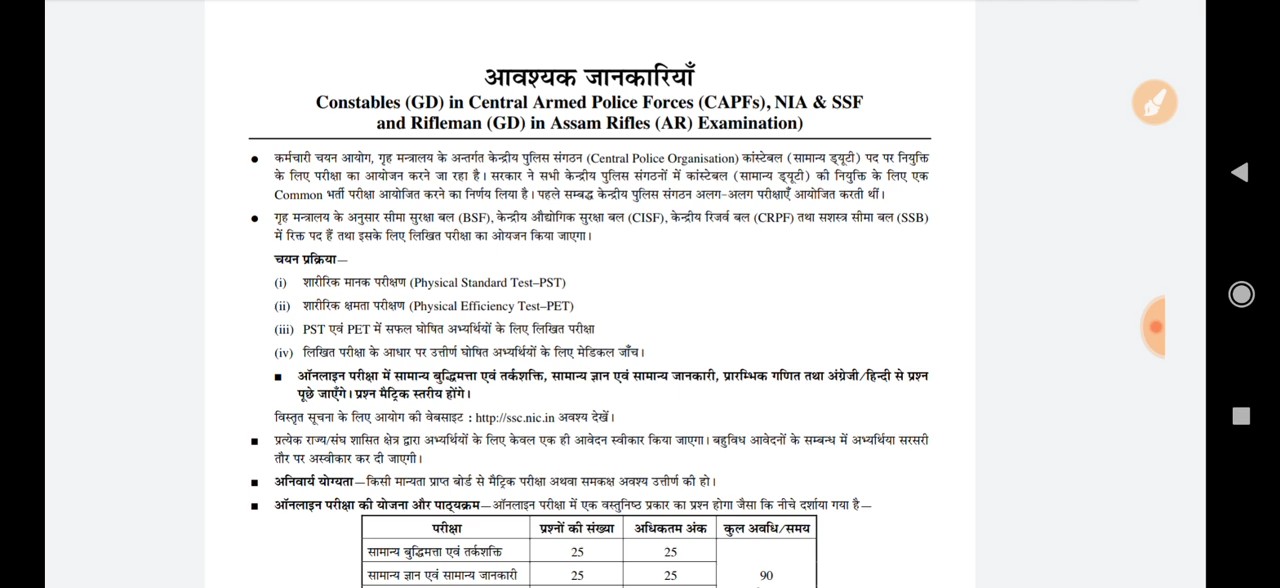 आवश्यक जानकारियाँ
Constables (GD) in Central Armed Police Forces (CAPFs), NIA & SSF
and Rifleman (GD) in Assam Rifles (AR) Examination)
● कर्मचारी चयन आयोग, गृह मन्त्रालय के अन्तर्गत केन्द्रीय पुलिस संगठन (Central Police Organisation) कांस्टेबल (सामान्य ड्यूटी) पद पर नियुक्ति
के लिए परीक्षा का आयोजन करने जा रहा है। सरकार ने सभी केन्द्रीय पुलिस संगठनों में कांस्टेबल (सामान्य ड्यूटी) की नियुक्ति के लिए एक
Common भर्ती परीक्षा आयोजित करने का निर्णय लिया है। पहले सम्बद्ध केन्द्रीय पुलिस संगठन अलग-अलग परीक्षाएँ आयोजित करती थीं।
● गृह मन्त्रालय के अनुसार सीमा सुरक्षा बल (BSF), केन्द्रीय औद्योगिक सुरक्षा बल (CISF), केन्द्रीय रिजर्व बल (CRPF) तथा सशस्त्र सीमा बल (SSB)
में रिक्त पद हैं तथा इसके लिए लिखित परीक्षा का ओयजन किया जाएगा।
चयन प्रक्रिया—
(i) शारीरिक मानक परीक्षण (Physical Standard Test–PST)
(ii) शारीरिक क्षमता परीक्षण (Physical Efficiency Test–PET)
(iii) PST एवं PET में सफल घोषित अभ्यर्थियों के लिए लिखित परीक्षा
(iv) लिखित परीक्षा के आधार पर उत्तीर्ण घोषित अभ्यर्थियों के लिए मेडिकल जाँच।
■ ऑनलाइन परीक्षा में सामान्य बुद्धिमत्ता एवं तर्कशक्ति, सामान्य ज्ञान एवं सामान्य जानकारी, प्रारम्भिक गणित तथा अंग्रेजी/हिन्दी से प्रश्न
पूछे जाएँगे। प्रश्न मैट्रिक स्तरीय होंगे।
विस्तृत सूचना के लिए आयोग की वेबसाइट : http://ssc.nic.in अवश्य देखें।
■ प्रत्येक राज्य/संघ शासित क्षेत्र द्वारा अभ्यर्थियों के लिए केवल एक ही आवेदन स्वीकार किया जाएगा। बहुविध आवेदनों के सम्बन्ध में अभ्यर्थिया सरसरी
तौर पर अस्वीकार कर दी जाएगी।
■ अनिवार्य योग्यता—किसी मान्यता प्राप्त बोर्ड से मैट्रिक परीक्षा अथवा समकक्ष अवश्य उत्तीर्ण की हो।
■ ऑनलाइन परीक्षा की योजना और पाठ्यक्रम—ऑनलाइन परीक्षा में एक वस्तुनिष्ठ प्रकार का प्रश्न होगा जैसा कि नीचे दर्शाया गया है—
परीक्षा प्रश्नों की संख्या अधिकतम अंक कुल अवधि/समय
सामान्य बुद्धिमत्ता एवं तर्कशक्ति 25 25
सामान्य ज्ञान एवं सामान्य जानकारी 25 25 90